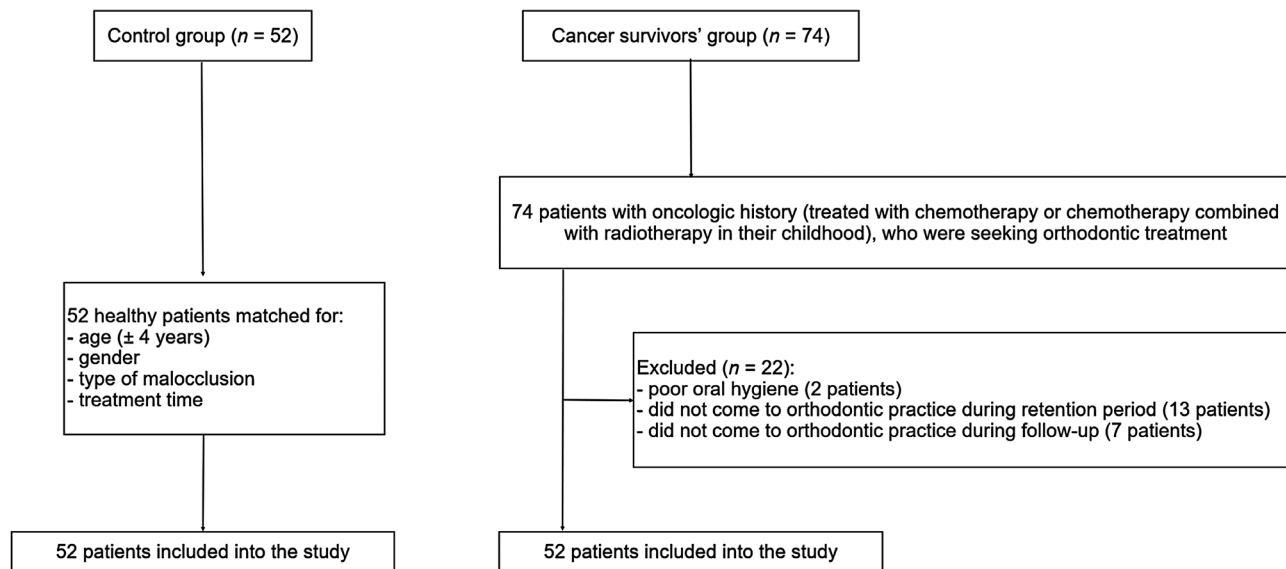 Control group (n = 52)
Cancer survivors’ group (n = 74)
74 patients with oncologic history (treated with chemotherapy or chemotherapy combined
with radiotherapy in their childhood), who were seeking orthodontic treatment
52 healthy patients matched for:
- age (± 4 years)
- gender
- type of malocclusion
- treatment time
Excluded (n = 22):
- poor oral hygiene (2 patients)
- did not come to orthodontic practice during retention period (13 patients)
- did not come to orthodontic practice during follow-up (7 patients)
52 patients included into the study
52 patients included into the study